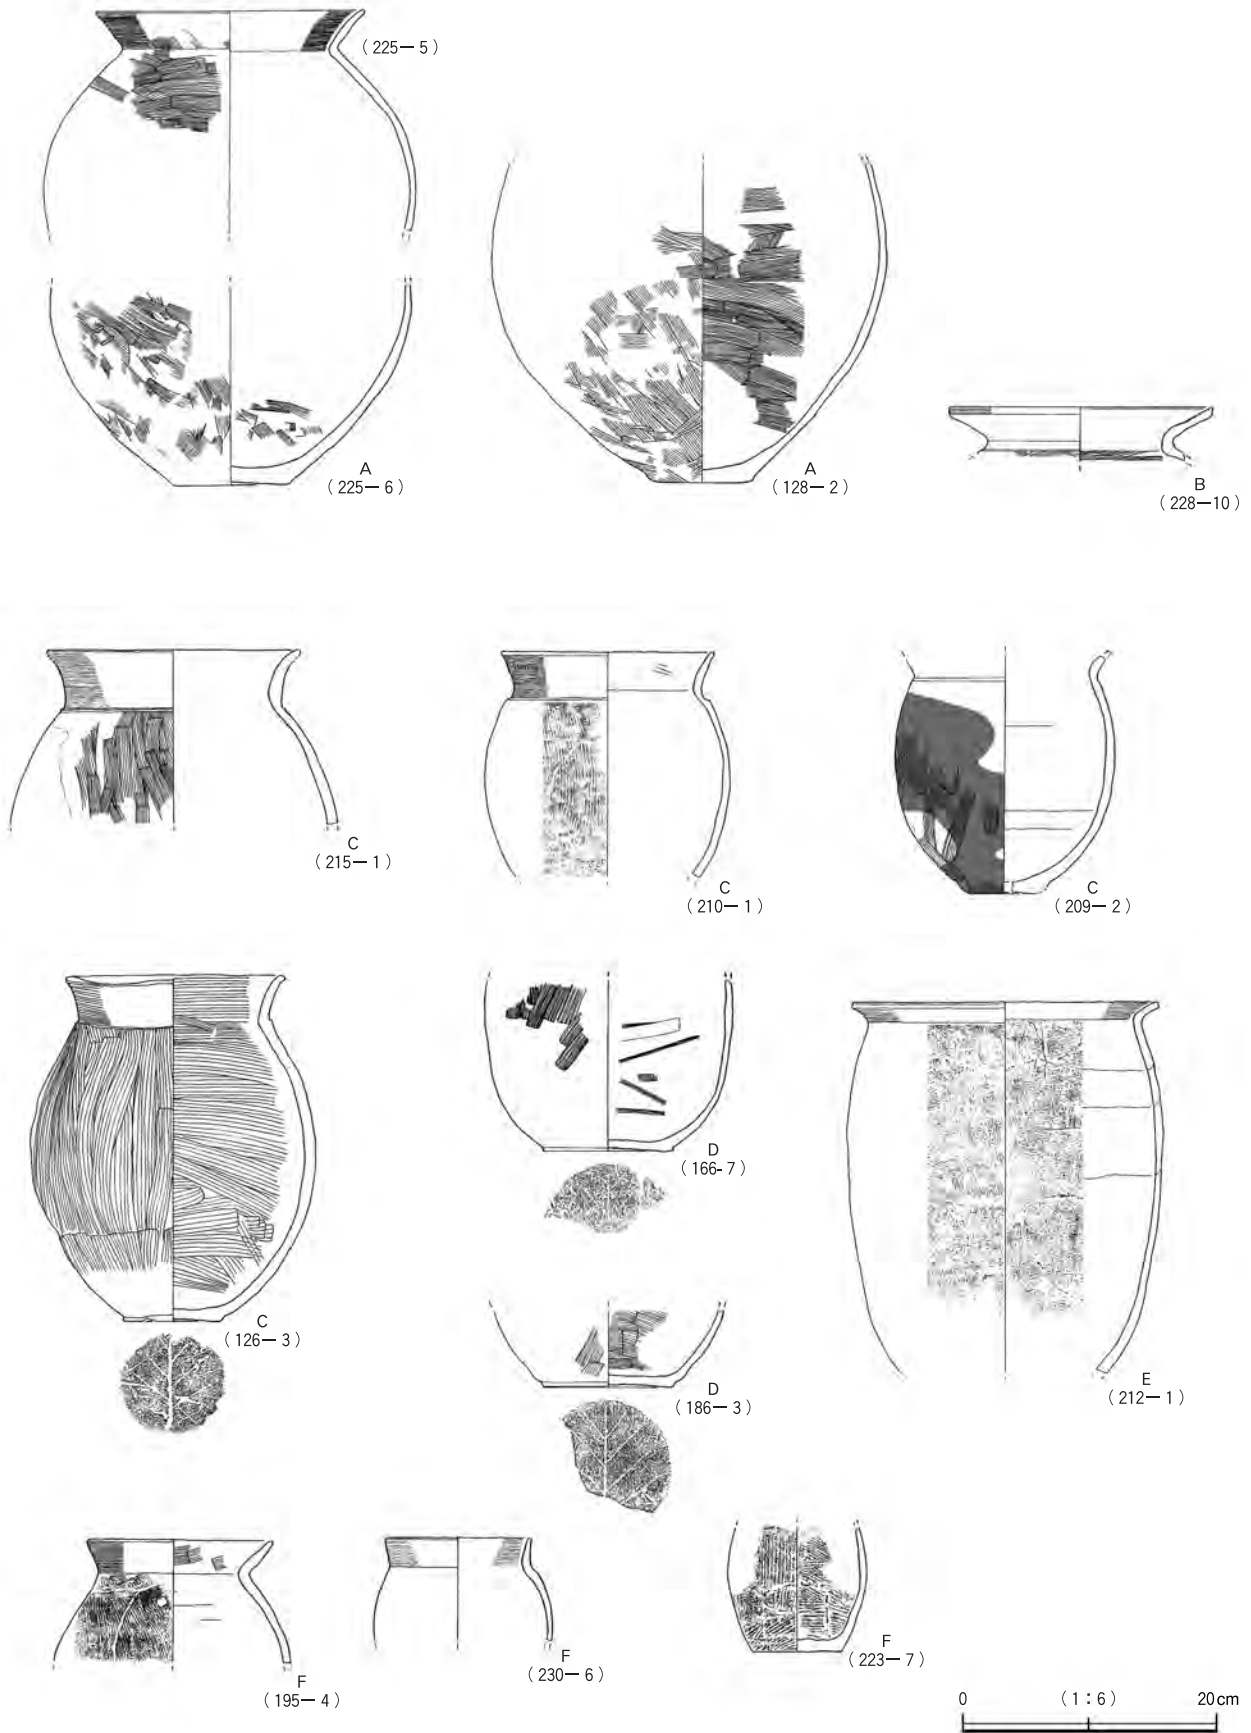 （225－5）
A
（225－6）
A
（128－2）
B
（228－10）
C
（215－1）
C
（210－1）
C
（209－2）
C
（126－3）
D
（166-7）
D
（186－3）
E
（212－1）
F
（195－4）
F
（230－6）
F
（223－7）
0 （1：6） 20cm